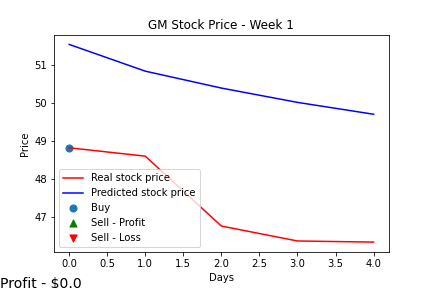 GM Stock Price - Week 1
Price
51
50
49
48
47
Real stock price
Predicted stock price
Buy
Sell - Profit
Sell - Loss
0.0 0.5 1.0 1.5 2.0 2.5 3.0 3.5 4.0
Days
Profit - $0.0